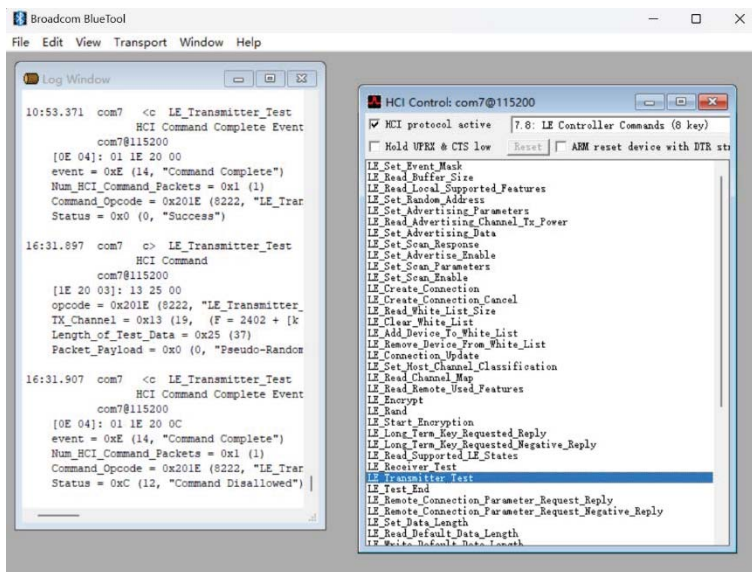 Broadcom BlueTool
File Edit View Transport Window Help
Log Window
10:53.371 com7 <c LE_Transmitter_Test
HCI Command Complete Event
com7@115200
[0E 04]: 01 1E 20 00
event = 0xE (14, "Command Complete")
Num_HCI_Command_Packets = 0x1 (1)
Command_Opcode = 0x201E (8222, "LE_Tran
Status = 0x0 (0, "Success")
16:31.897 com7 c> LE_Transmitter_Test
HCI Command
com7@115200
[1E 20 03]: 13 25 00
opcode = 0x201E (8222, "LE_Transmitter_
TX_Channel = 0x13 (19, (F = 2402 + [k
Length_of_Test_Data = 0x25 (37)
Packet_Payload = 0x0 (0, "Pseudo-Random
16:31.907 com7 <c LE_Transmitter_Test
HCI Command Complete Event
com7@115200
[0E 04]: 01 1E 20 0C
event = 0xE (14, "Command Complete")
Num_HCI_Command_Packets = 0x1 (1)
Command_Opcode = 0x201E (8222, "LE_Tran
Status = 0xC (12, "Command Disallowed")
HCI Control: com7@115200
HCI protocol active 7.8: LE Controller Commands (8 key)
Hold UPRX & CTS low Reset ARM reset device with DTR str
LE_Set_Event_Mask
LE_Read_Buffer_Size
LE_Read_Local_Supported_Features
LE_Set_Random_Address
LE_Set_Advertising_Parameters
LE_Read_Advertising_Channel_Tx_Power
LE_Set_Advertising_Data
LE_Set_Scan_Response
LE_Set_Advertise_Enable
LE_Set_Scan_Parameters
LE_Set_Scan_Enable
LE_Create_Connection
LE_Create_Connection_Cancel
LE_Read_White_List_Size
LE_Clear_White_List
LE_Add_Device_To_White_List
LE_Remove_Device_From_White_List
LE_Connection_Update
LE_Set_Host_Channel_Classification
LE_Read_Channel_Map
LE_Read_Remote_Used_Features
LE_Encrypt
LE_Rand
LE_Start_Encryption
LE_Long_Term_Key_Requested_Reply
LE_Long_Term_Key_Requested_Negative_Reply
LE_Read_Supported_LE_States
LE_Receiver_Test
LE_Transmitter_Test
LE_Test_End
LE_Remote_Connection_Parameter_Request_Reply
LE_Remote_Connection_Parameter_Request_Negative_Reply
LE_Set_Data_Length
LE_Read_Default_Data_Length
LE_Write_Default_Data_Length